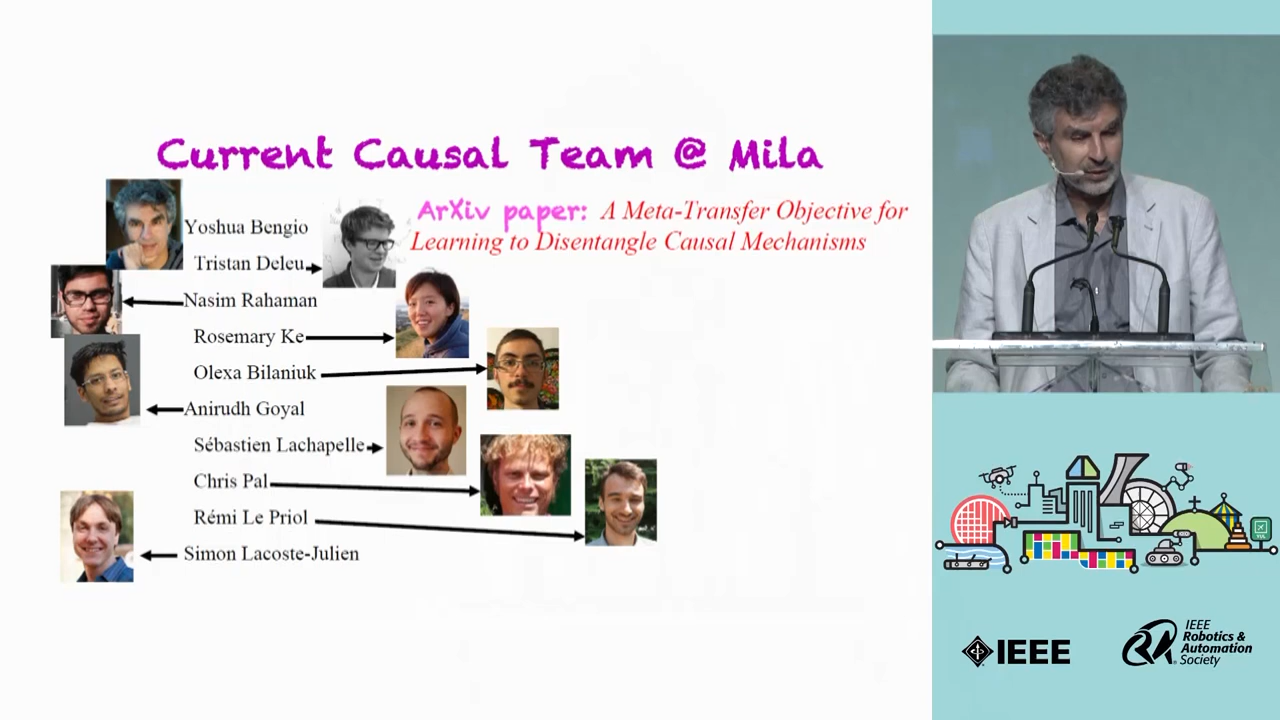 Current Causal Team @ Mila
ArXiv paper: A Meta-Transfer Objective for
Learning to Disentangle Causal Mechanisms
Yoshua Bengio
Tristan Deleu
Nasim Rahaman
Rosemary Ke
Olexa Bilaniuk
Anirudh Goyal
Sébastien Lachapelle
Chris Pal
Rémi Le Priol
Simon Lacoste-Julien
YUL
IEEE
IEEE
Robotics &
Automation
Society